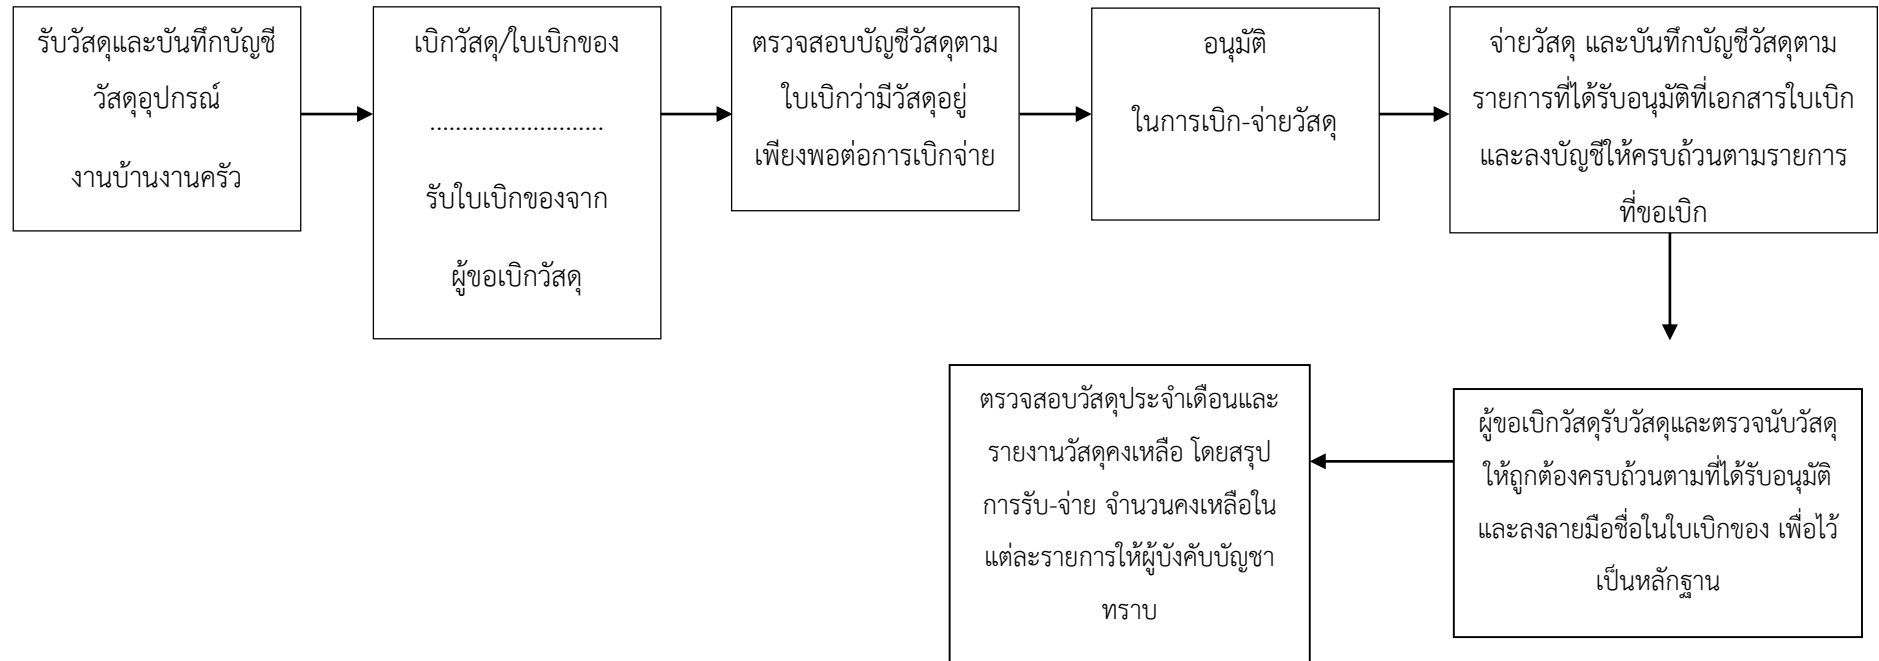 รับวัสดุและบันทึกบัญชี
วัสดุอุปกรณ์
งานบ้านงานครัว
เบิกวัสดุ/ใบเบิกของ
...........................
รับใบเบิกของจาก
ผู้ขอเบิกวัสดุ
ตรวจสอบบัญชีวัสดุตาม
ใบเบิกว่ามีวัสดุอยู่
เพียงพอต่อการเบิกจ่าย
อนุมัติ
ในการเบิก-จ่ายวัสดุ
จ่ายวัสดุ และบันทึกบัญชีวัสดุตาม
รายการที่ได้รับอนุมัติที่เอกสารใบเบิก
และลงบัญชีให้ครบถ้วนตามรายการ
ที่ขอเบิก
ผู้ขอเบิกวัสดุรับวัสดุและตรวจนับวัสดุ
ให้ถูกต้องครบถ้วนตามที่ได้รับอนุมัติ
และลงลายมือชื่อในใบเบิกของ เพื่อไว้
เป็นหลักฐาน
ตรวจสอบวัสดุประจำเดือนและ
รายงานวัสดุคงเหลือ โดยสรุป
การรับ-จ่าย จำนวนคงเหลือใน
แต่ละรายการให้ผู้บังคับบัญชา
ทราบ